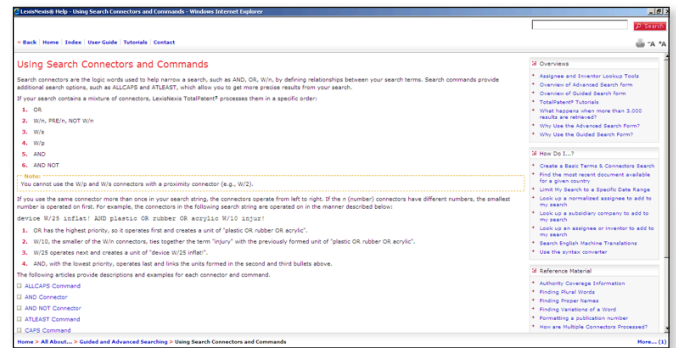 LexisNexis® Help - Using Search Connectors and Commands - Windows Internet Explorer
Search
Back | Home | Index | User Guide | Tutorials | Contact
Using Search Connectors and Commands
Search connectors are the logic words used to help narrow a search, such as AND, OR, W/n, by defining relationships between your search terms. Search commands provide
additional search options, such as ALLCAPS and ATLEAST, which allow you to get more precise results from your search.
If your search contains a mixture of connectors, LexisNexis TotalPatent® processes them in a specific order:
1. OR
2. W/n, PRE/n, NOT W/n
3. W/s
4. W/p
5. AND
6. AND NOT
Note:
You cannot use the W/p and W/s connectors with a proximity connector (e.g., W/2).
If you use the same connector more than once in your search string, the connectors operate from left to right. If the n (number) connectors have different numbers, the smallest
number is operated on first. For example, the connectors in the following search string are operated on in the manner described below:
device W/25 inflat! AND plastic OR rubber OR acrylic W/10 injur!
1. OR has the highest priority, so it operates first and creates a unit of "plastic OR rubber OR acrylic".
2. W/10, the smaller of the W/n connectors, ties together the term "injury" with the previously formed unit of "plastic OR rubber OR acrylic".
3. W/25 operates next and creates a unit of "device W/25 inflat!".
4. AND, with the lowest priority, operates last and links the units formed in the second and third bullets above.
The following articles provide descriptions and examples for each connector and command.
ALLCAPS Command
AND Connector
AND NOT Connector
ATLEAST Command
CAPS Command
Overviews
Assignee and Inventor Lookup Tools
Overview of Advanced Search form
Overview of Guided Search form
TotalPatent® Tutorials
What happens when more than 3,000
results are retrieved?
Why Use the Advanced Search Form?
Why Use the Guided Search Form?
How Do I...?
Create a Basic Terms & Connectors Search
Find the most recent document available
for a given country
Limit My Search to a Specific Date Range
Look up a normalized assignee to add to
my search
Look up a subsidiary company to add to
my search
Look up an assignee or inventor to add to
my search
Search English Machine Translations
Use the syntax converter
Reference Material
Authority Coverage Information
Finding Plural Words
Finding Proper Names
Finding Variations of a Word
Formatting a publication number
How are Multiple Connectors Processed?
Home > All About... > Guided and Advanced Searching > Using Search Connectors and Commands
More... (1)